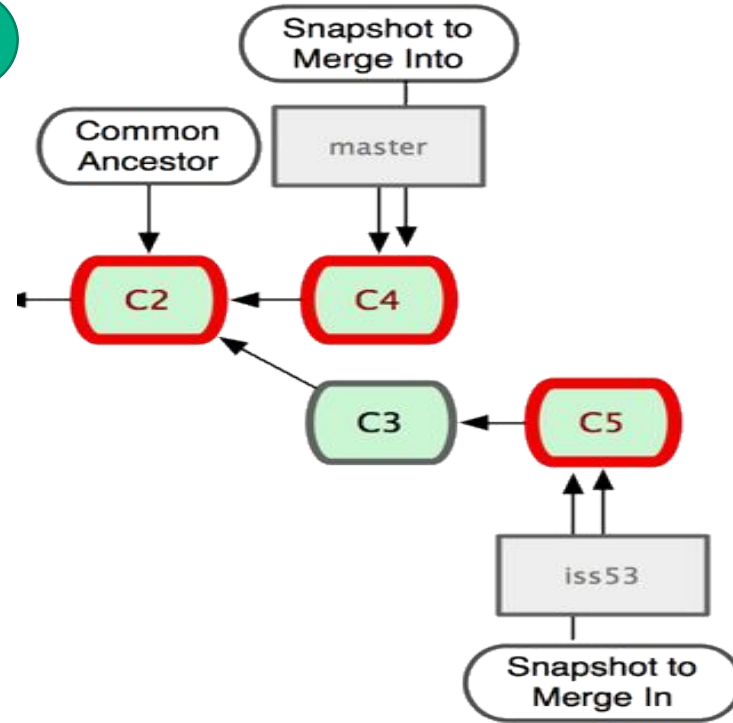 Snapshot to
Merge Into
Common
Ancestor
master
C2
C4
C3
C5
iss53
Snapshot to
Merge In